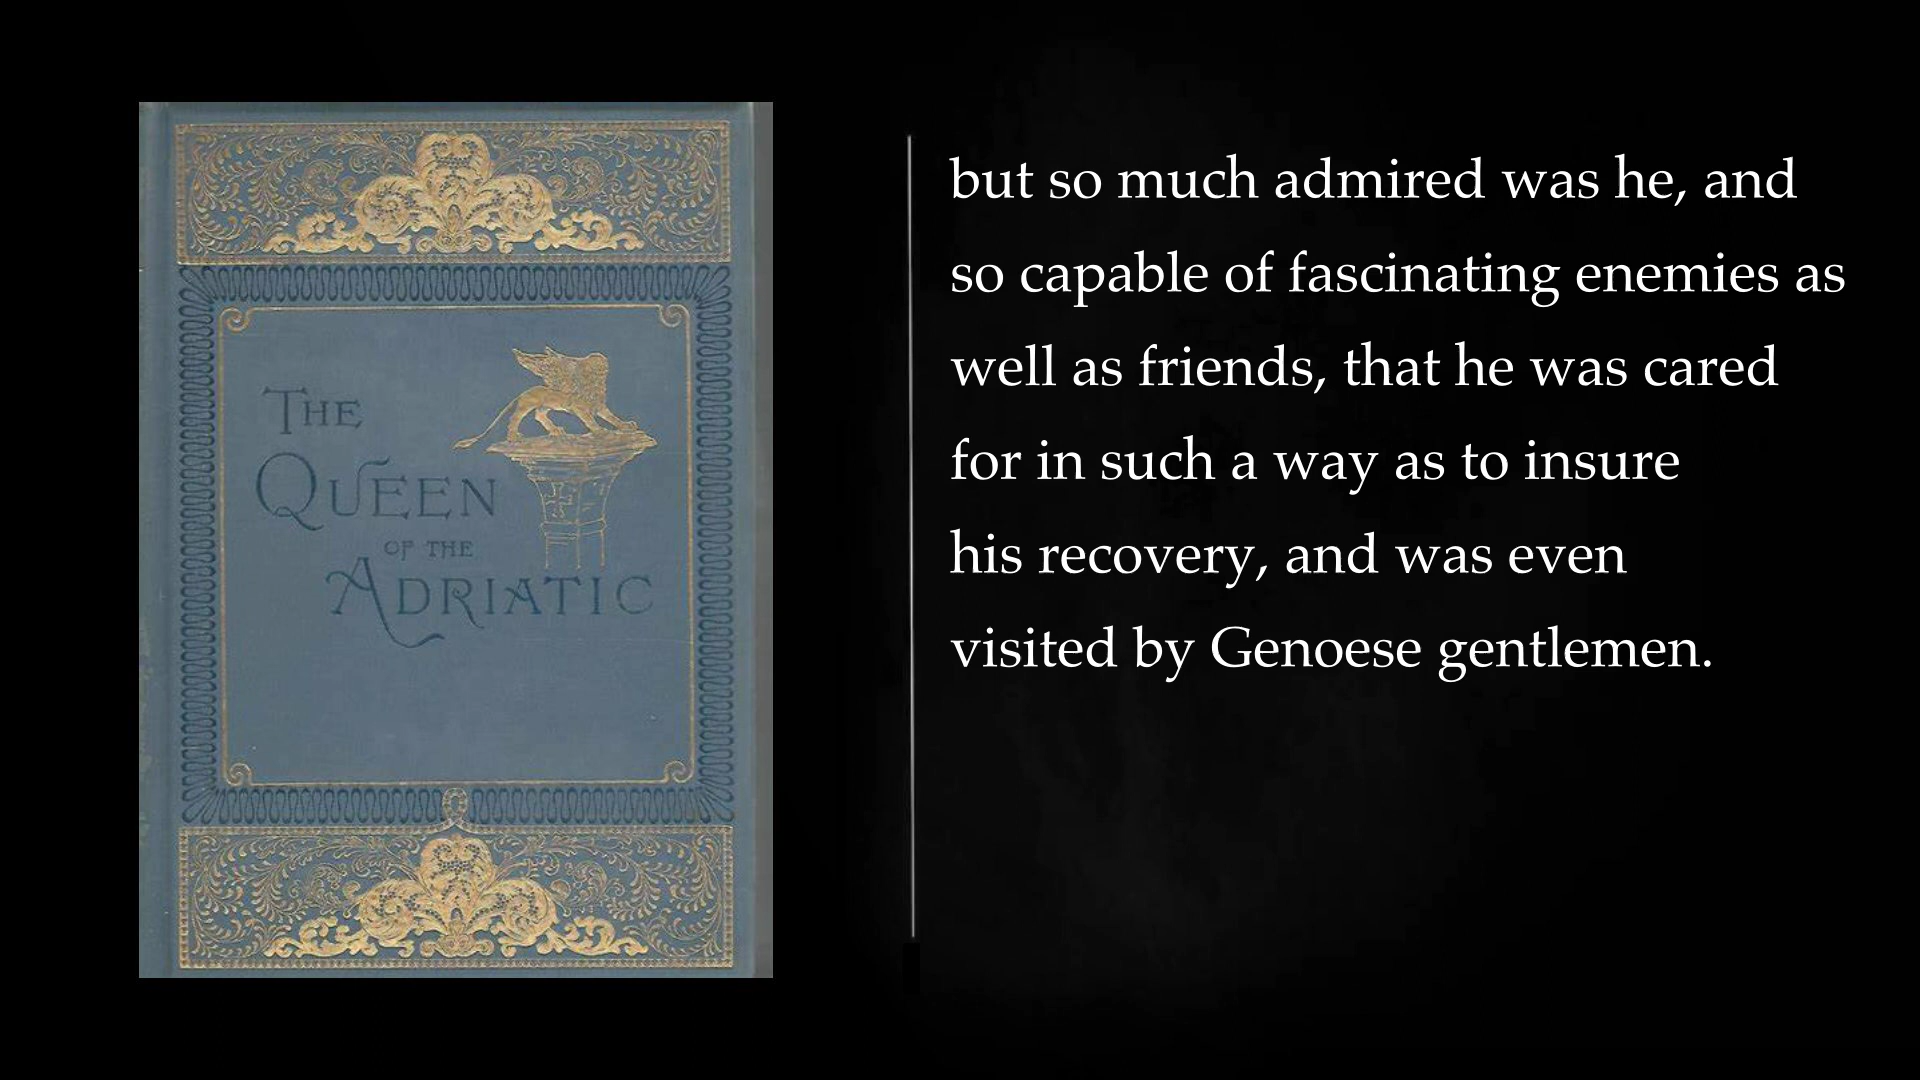 THE
QUEEN
OF THE
ADRIATIC
but so much admired was he, and
so capable of fascinating enemies as
well as friends, that he was cared
for in such a way as to insure
his recovery, and was even
visited by Genoese gentlemen.